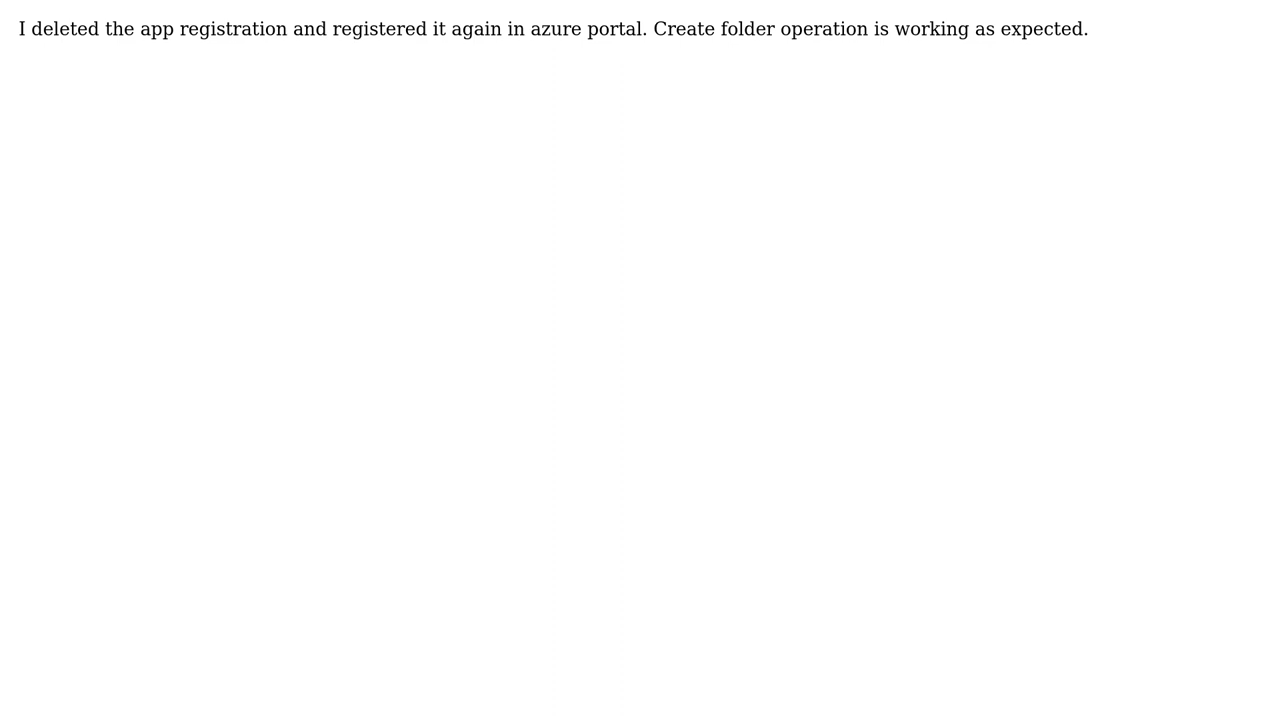 I deleted the app registration and registered it again in azure portal. Create folder operation is working as expected.